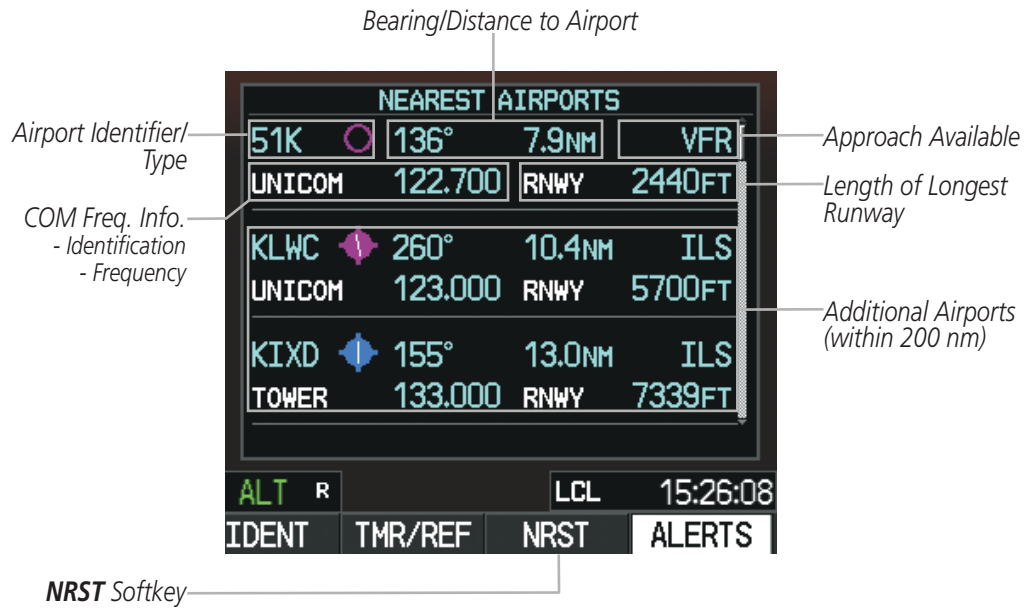 Bearing/Distance to Airport
NEAREST AIRPORTS
Airport Identifier/
Type
51K 136° 7.9NM VFR
Approach Available
UNICOM 122.700 RNWY 2440FT
Length of Longest
Runway
COM Freq. Info.
- Identification
- Frequency
KLWC 260° 10.4NM ILS
UNICOM 123.000 RNWY 5700FT
Additional Airports
(within 200 nm)
KIXD 155° 13.0NM ILS
TOWER 133.000 RNWY 7339FT
ALT R LCL 15:26:08
IDENT TMR/REF NRST ALERTS
NRST Softkey